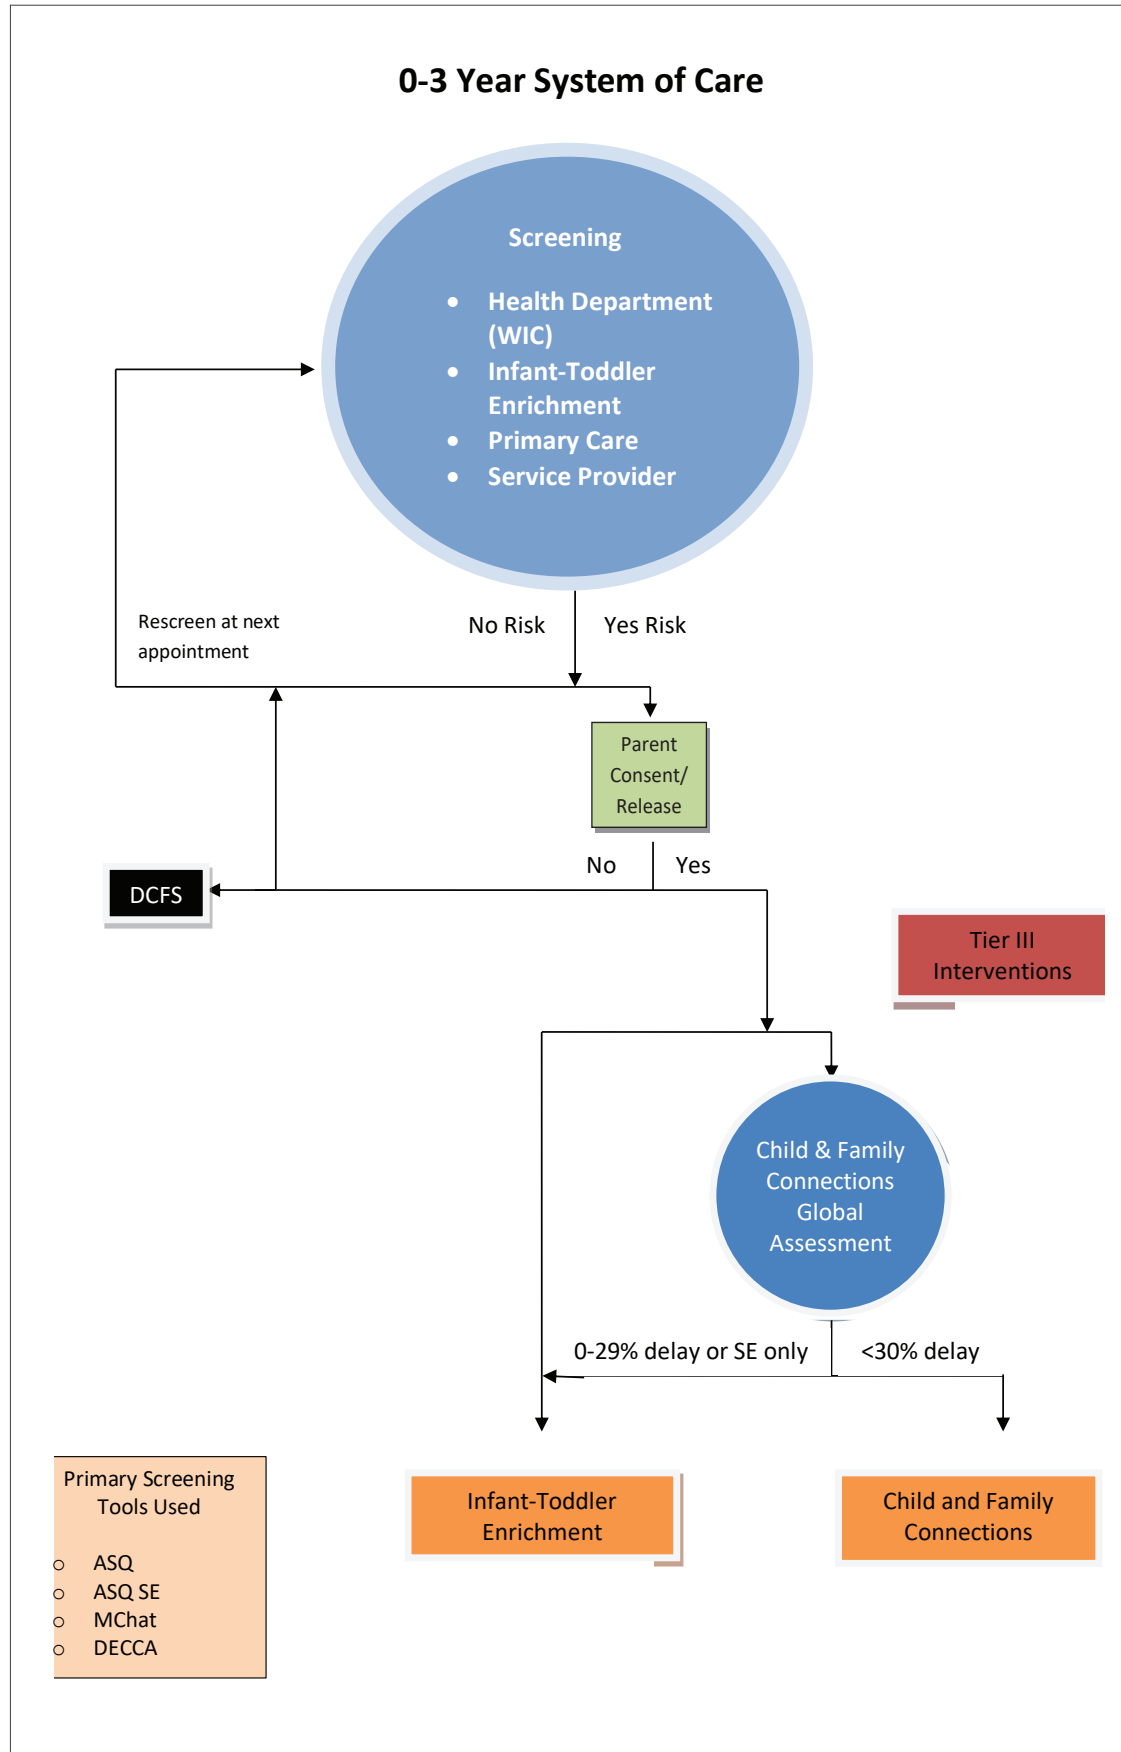 0-3 Year System of Care
Screening
• Health Department
(WIC)
• Infant-Toddler
Enrichment
• Primary Care
• Service Provider
Rescreen at next
appointment
No Risk
Yes Risk
Parent
Consent/
Release
No
Yes
DCFS
Tier III
Interventions
Child & Family
Connections
Global
Assessment
0-29% delay or SE only
<30% delay
Infant-Toddler
Enrichment
Child and Family
Connections
Primary Screening
Tools Used
o ASQ
o ASQ SE
o MChat
o DECCA